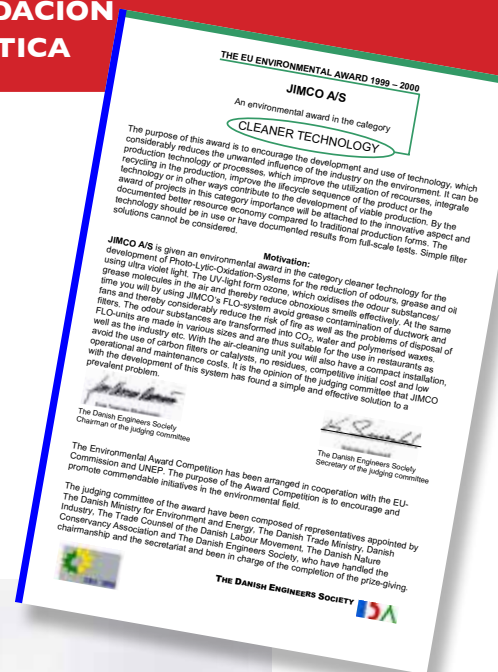 DACIÓN
TICA
THE EU ENVIRONMENTAL AWARD 1999 – 2000
JIMCO A/S
An environmental award in the category
CLEANER TECHNOLOGY
The purpose of this award is to encourage the development and use of technology, which
considerably reduces the unwanted influence of the industry on the environment. It can be
production technology or processes, which improve the utilization of recourses, integrate
recycling in the production, improve the lifecycle sequence of the product or the
technology or in other ways contribute to the development of viable production. By the
award of projects in this category importance will be attached to the innovative aspect and
documented better resource economy compared to traditional production forms. The
technology should be in use or have documented results from full-scale tests. Simple filter
solutions cannot be considered.
Motivation:
JIMCO A/S is given an environmental award in the category cleaner technology for the
development of Photo-Lytic-Oxidation-Systems for the reduction of odours, grease and oil
using ultra violet light. The UV-light form ozone, which oxidises the odour substances/
grease molecules in the air and thereby reduce obnoxious smells effectively. At the same
time you will by using JIMCO's FLO-system avoid grease contamination of ductwork and
fans and thereby considerably reduce the risk of fire as well as the problems of disposal of
filters. The odour substances are transformed into CO₂, water and polymerised waxes.
FLO-units are made in various sizes and are thus suitable for the use in restaurants as
well as the industry etc. With the air-cleaning unit you will also have a compact installation,
avoid the use of carbon filters or catalysts, no residues, competitive initial cost and low
operational and maintenance costs. It is the opinion of the judging committee that JIMCO
with the development of this system has found a simple and effective solution to a
prevalent problem.
The Danish Engineers Society
Chairman of the judging committee
The Danish Engineers Society
Secretary of the judging committee
The Environmental Award Competition has been arranged in cooperation with the EU-
Commission and UNEP. The purpose of the Award Competition is to encourage and
promote commendable initiatives in the environmental field.
The judging committee of the award have been composed of representatives appointed by
The Danish Ministry for Environment and Energy, The Danish Trade Ministry, Danish
Industry, The Trade Counsel of the Danish Labour Movement, The Danish Nature
Conservancy Association and The Danish Engineers Society, who have handled the
chairmanship and the secretariat and been in charge of the completion of the prize-giving.
THE DANISH ENGINEERS SOCIETY